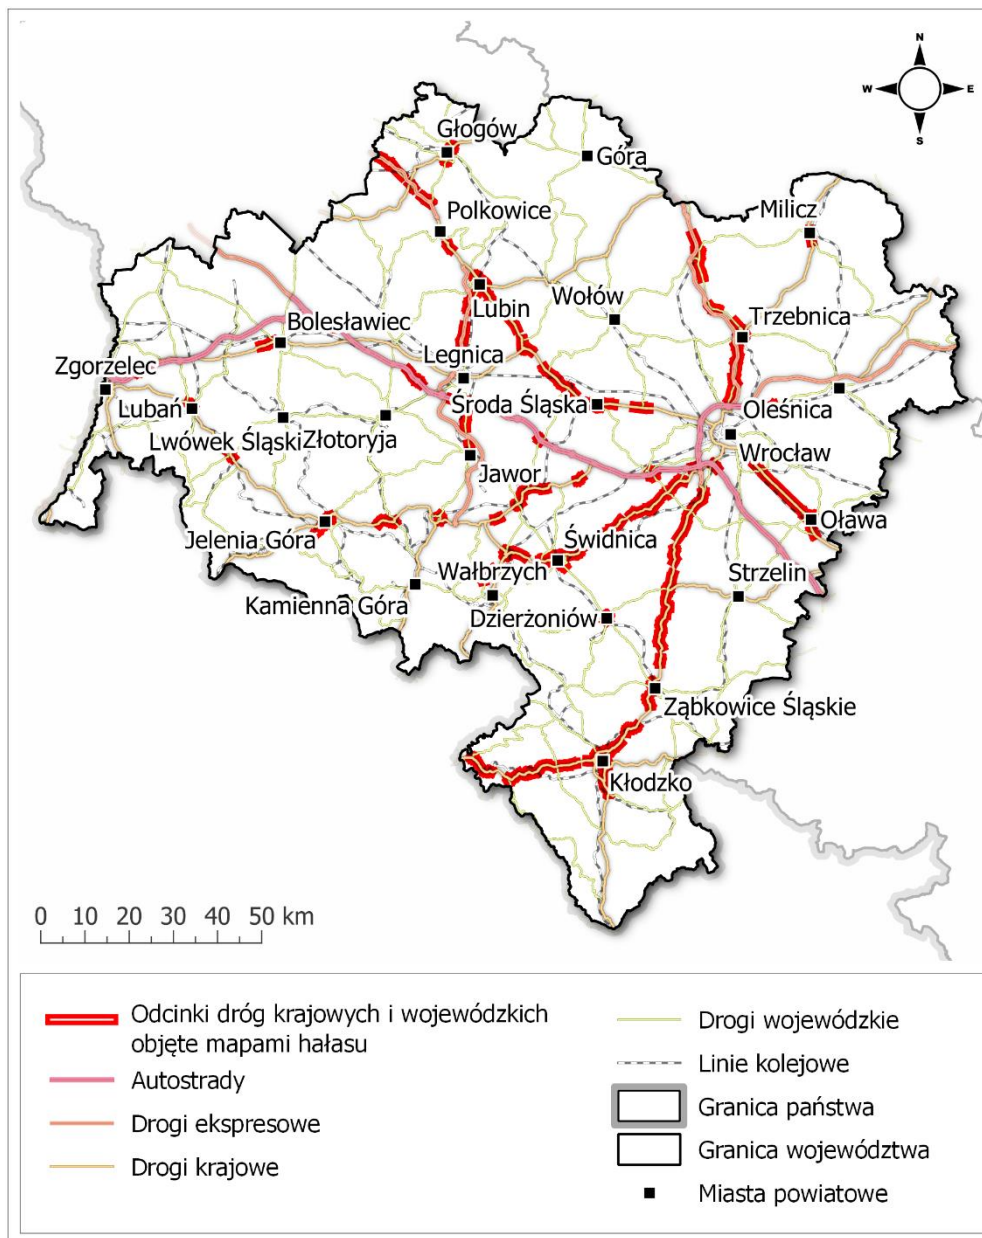 N
W E
S
Głogów
Góra
Polkowice
Milicz
Lubin
Wołów
Trzebnica
Bolesławiec
Legnica
Zgorzelec
Lubań
Środa Śląska
Oleśnica
Lwówek Śląski
Złotoryja
Wrocław
Jawor
Oława
Jelenia Góra
Świdnica
Wałbrzych
Strzelin
Kamienna Góra
Dzierżoniów
Ząbkowice Śląskie
Kłodzko
0 10 20 30 40 50 km
Odcinki dróg krajowych i wojewódzkich
objęte mapami hałasu
Autostrady
Drogi ekspresowe
Drogi krajowe
Drogi wojewódzkie
Linie kolejowe
Granica państwa
Granica województwa
Miasta powiatowe